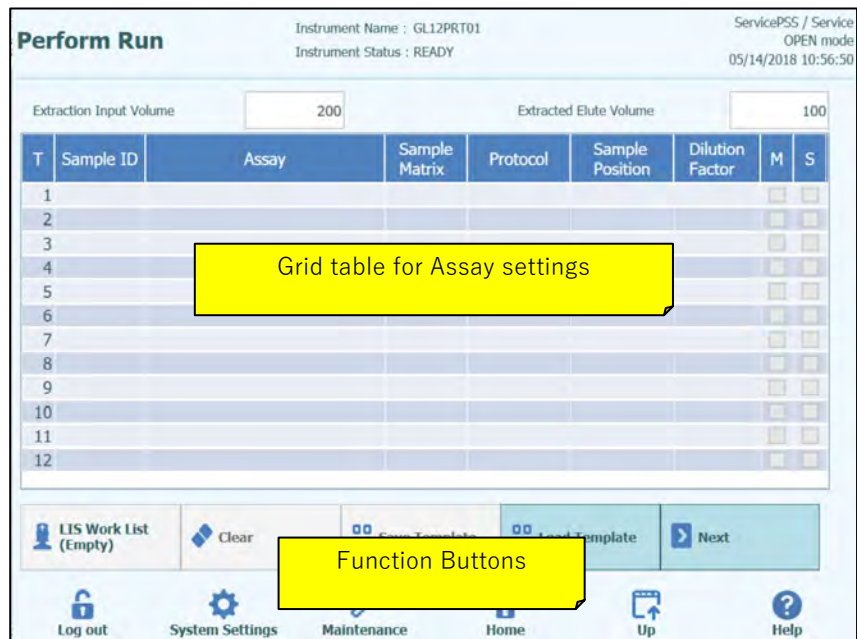 Perform Run
Instrument Name : GL12PRT01
Instrument Status : READY
ServicePSS / Service
OPEN mode
05/14/2018 10:56:50
Extraction Input Volume 200 Extracted Elute Volume 100
T Sample ID Assay Sample Matrix Protocol Sample Position Dilution Factor M S
1
2
3
4
5
6
7
8
9
10
11
12
Grid table for Assay settings
LIS Work List
(Empty)
Clear
Template
Template
Next
Function Buttons
Log out System Settings Maintenance Home Up Help